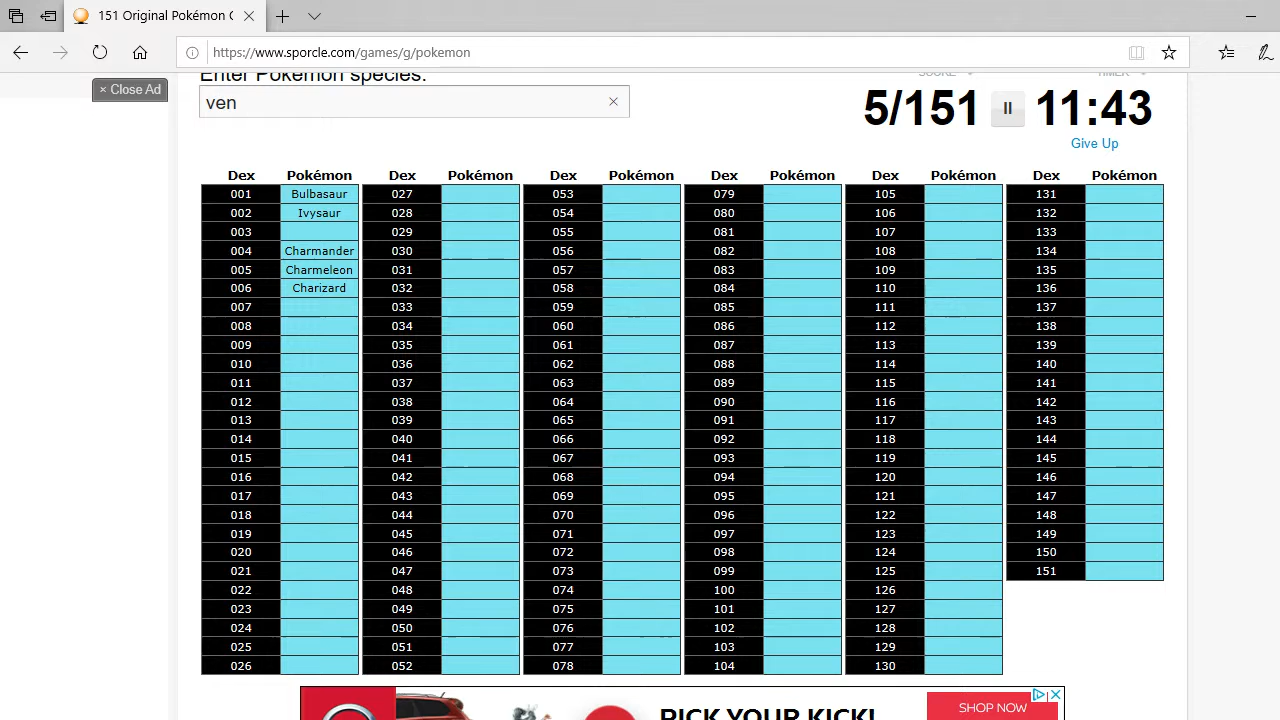 151 Original Pokémon
https://www.sporcle.com/games/g/pokemon
× Close Ad
Enter Pokémon species:
SCORE TIMER
ven
5/151 11:43
Give Up
Dex Pokémon Dex Pokémon Dex Pokémon Dex Pokémon Dex Pokémon Dex Pokémon
001 Bulbasaur 027 053 079 105 131
002 Ivysaur 028 054 080 106 132
003 029 055 081 107 133
004 Charmander 030 056 082 108 134
005 Charmeleon 031 057 083 109 135
006 Charizard 032 058 084 110 136
007 033 059 085 111 137
008 034 060 086 112 138
009 035 061 087 113 139
010 036 062 088 114 140
011 037 063 089 115 141
012 038 064 090 116 142
013 039 065 091 117 143
014 040 066 092 118 144
015 041 067 093 119 145
016 042 068 094 120 146
017 043 069 095 121 147
018 044 070 096 122 148
019 045 071 097 123 149
020 046 072 098 124 150
021 047 073 099 125 151
022 048 074 100 126
023 049 075 101 127
024 050 076 102 128
025 051 077 103 129
026 052 078 104 130
PICK YOUR KICK!
SHOP NOW